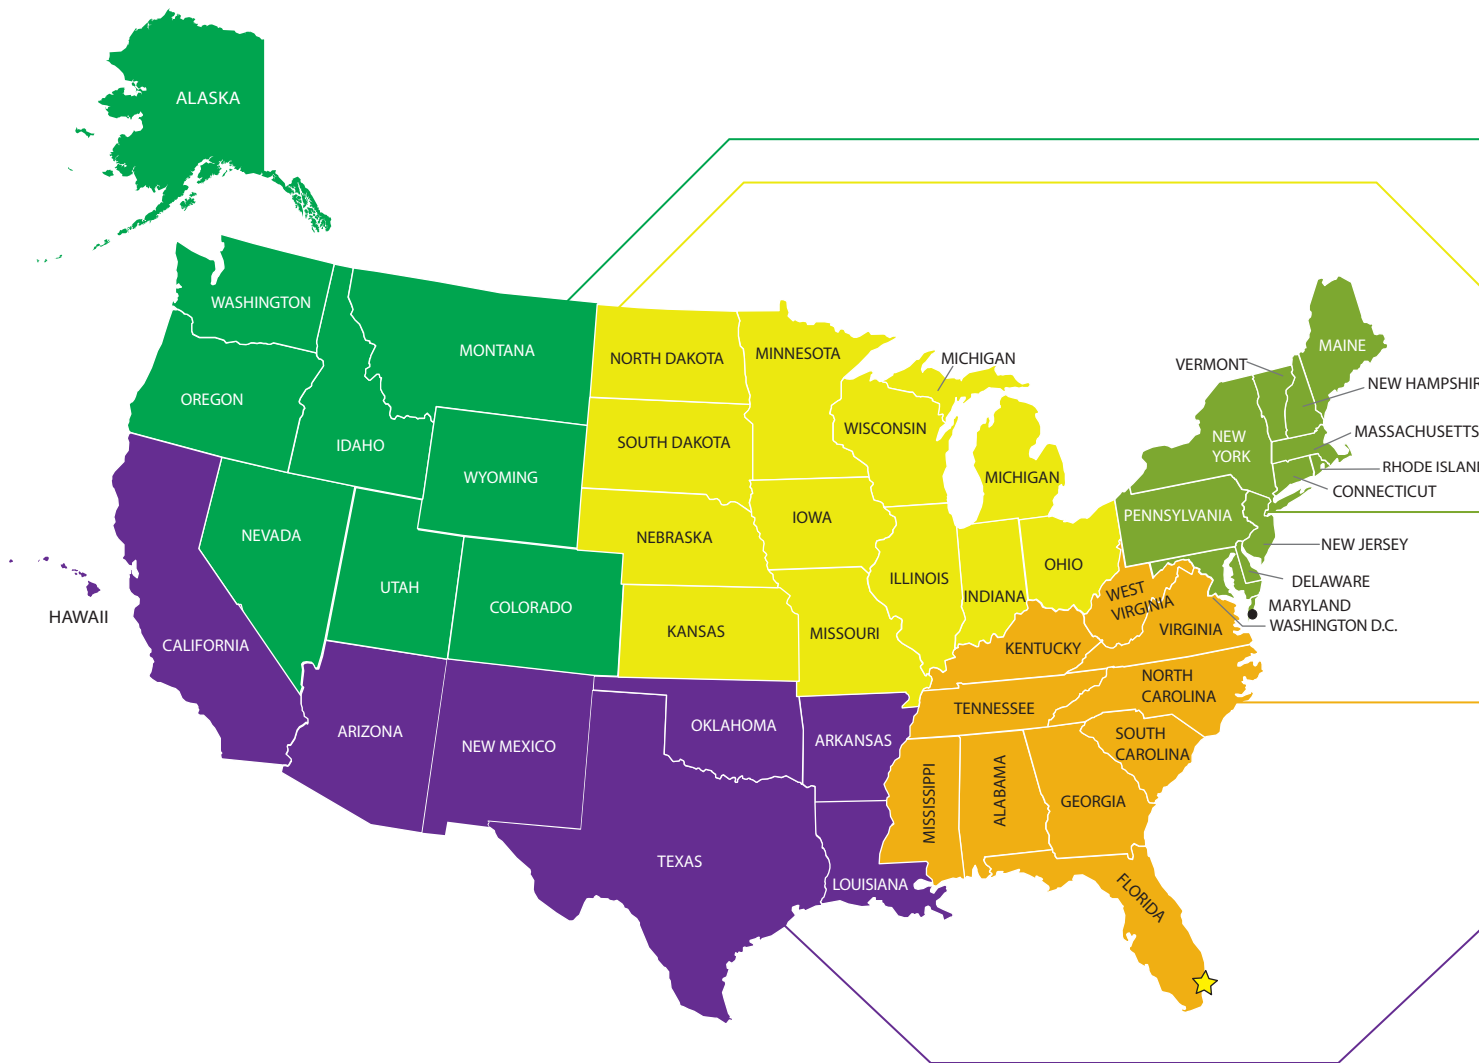 ALASKA
WASHINGTON
MONTANA
NORTH DAKOTA
MINNESOTA
MICHIGAN
VERMONT
MAINE
NEW HAMPSHIR
OREGON
IDAHO
WYOMING
SOUTH DAKOTA
WISCONSIN
MICHIGAN
NEW
YORK
MASSACHUSETTS
RHODE ISLAN
CONNECTICUT
NEVADA
UTAH
COLORADO
NEBRASKA
IOWA
ILLINOIS
INDIANA
OHIO
PENNSYLVANIA
NEW JERSEY
DELAWARE
MARYLAND
WASHINGTON D.C.
HAWAII
CALIFORNIA
KANSAS
MISSOURI
KENTUCKY
WEST
VIRGINIA
VIRGINIA
ARIZONA
NEW MEXICO
OKLAHOMA
ARKANSAS
TENNESSEE
NORTH
CAROLINA
SOUTH
CAROLINA
TEXAS
LOUISIANA
MISSISSIPPI
ALABAMA
GEORGIA
FLORIDA